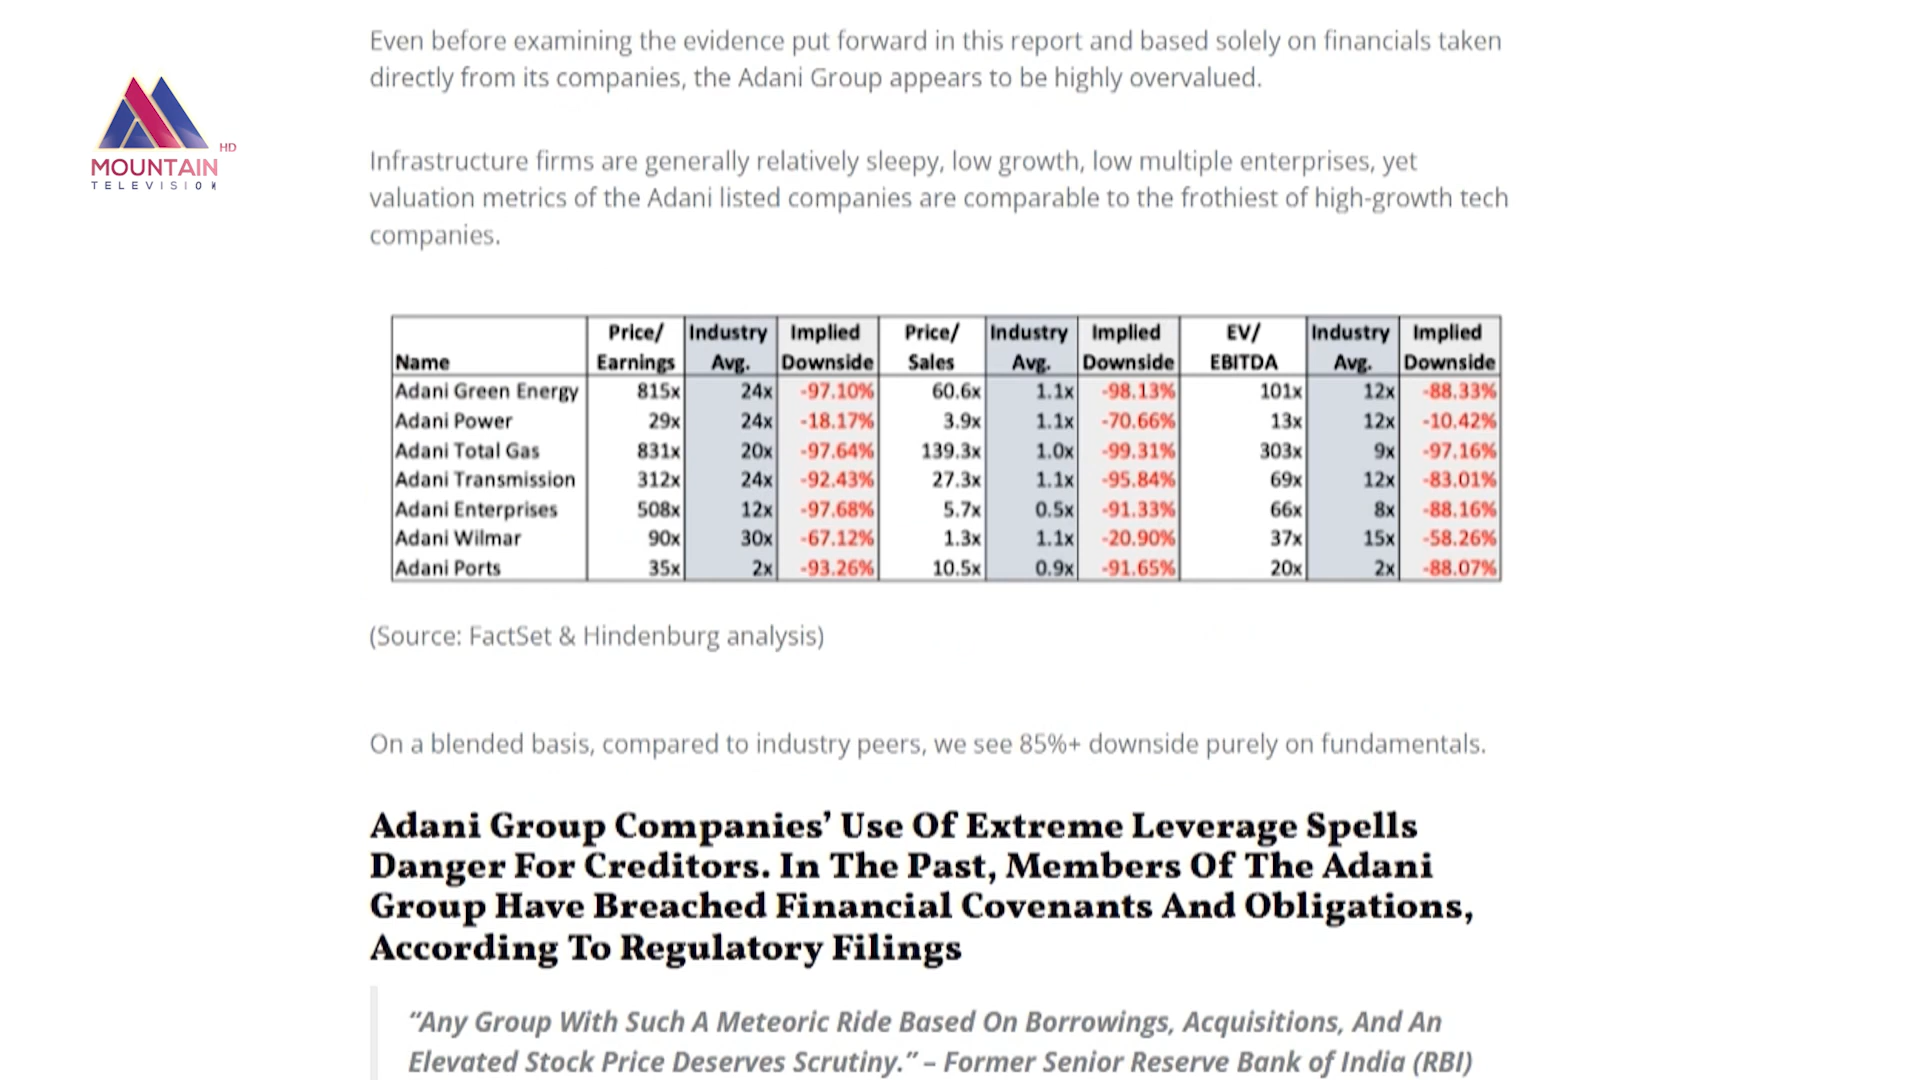 Even before examining the evidence put forward in this report and based solely on financials taken
directly from its companies, the Adani Group appears to be highly overvalued.
HD
MOUNTAIN
TELEVISION
Infrastructure firms are generally relatively sleepy, low growth, low multiple enterprises, yet
valuation metrics of the Adani listed companies are comparable to the frothiest of high-growth tech
companies.
Price/ Industry Implied Price/ Industry Implied EV/ Industry Implied
Name Earnings Avg. Downside Sales Avg. Downside EBITDA Avg. Downside
Adani Green Energy 815x 24x -97.10% 60.6x 1.1x -98.13% 101x 12x -88.33%
Adani Power 29x 24x -18.17% 3.9x 1.1x -70.66% 13x 12x -10.42%
Adani Total Gas 831x 20x -97.64% 139.3x 1.0x -99.31% 303x 9x -97.16%
Adani Transmission 312x 24x -92.43% 27.3x 1.1x -95.84% 69x 12x -83.01%
Adani Enterprises 508x 12x -97.68% 5.7x 0.5x -91.33% 66x 8x -88.16%
Adani Wilmar 90x 30x -67.12% 1.3x 1.1x -20.90% 37x 15x -58.26%
Adani Ports 35x 2x -93.26% 10.5x 0.9x -91.65% 20x 2x -88.07%
(Source: FactSet & Hindenburg analysis)
On a blended basis, compared to industry peers, we see 85%+ downside purely on fundamentals.
Adani Group Companies’ Use Of Extreme Leverage Spells
Danger For Creditors. In The Past, Members Of The Adani
Group Have Breached Financial Covenants And Obligations,
According To Regulatory Filings
“Any Group With Such A Meteoric Ride Based On Borrowings, Acquisitions, And An
Elevated Stock Price Deserves Scrutiny.” – Former Senior Reserve Bank of India (RBI)